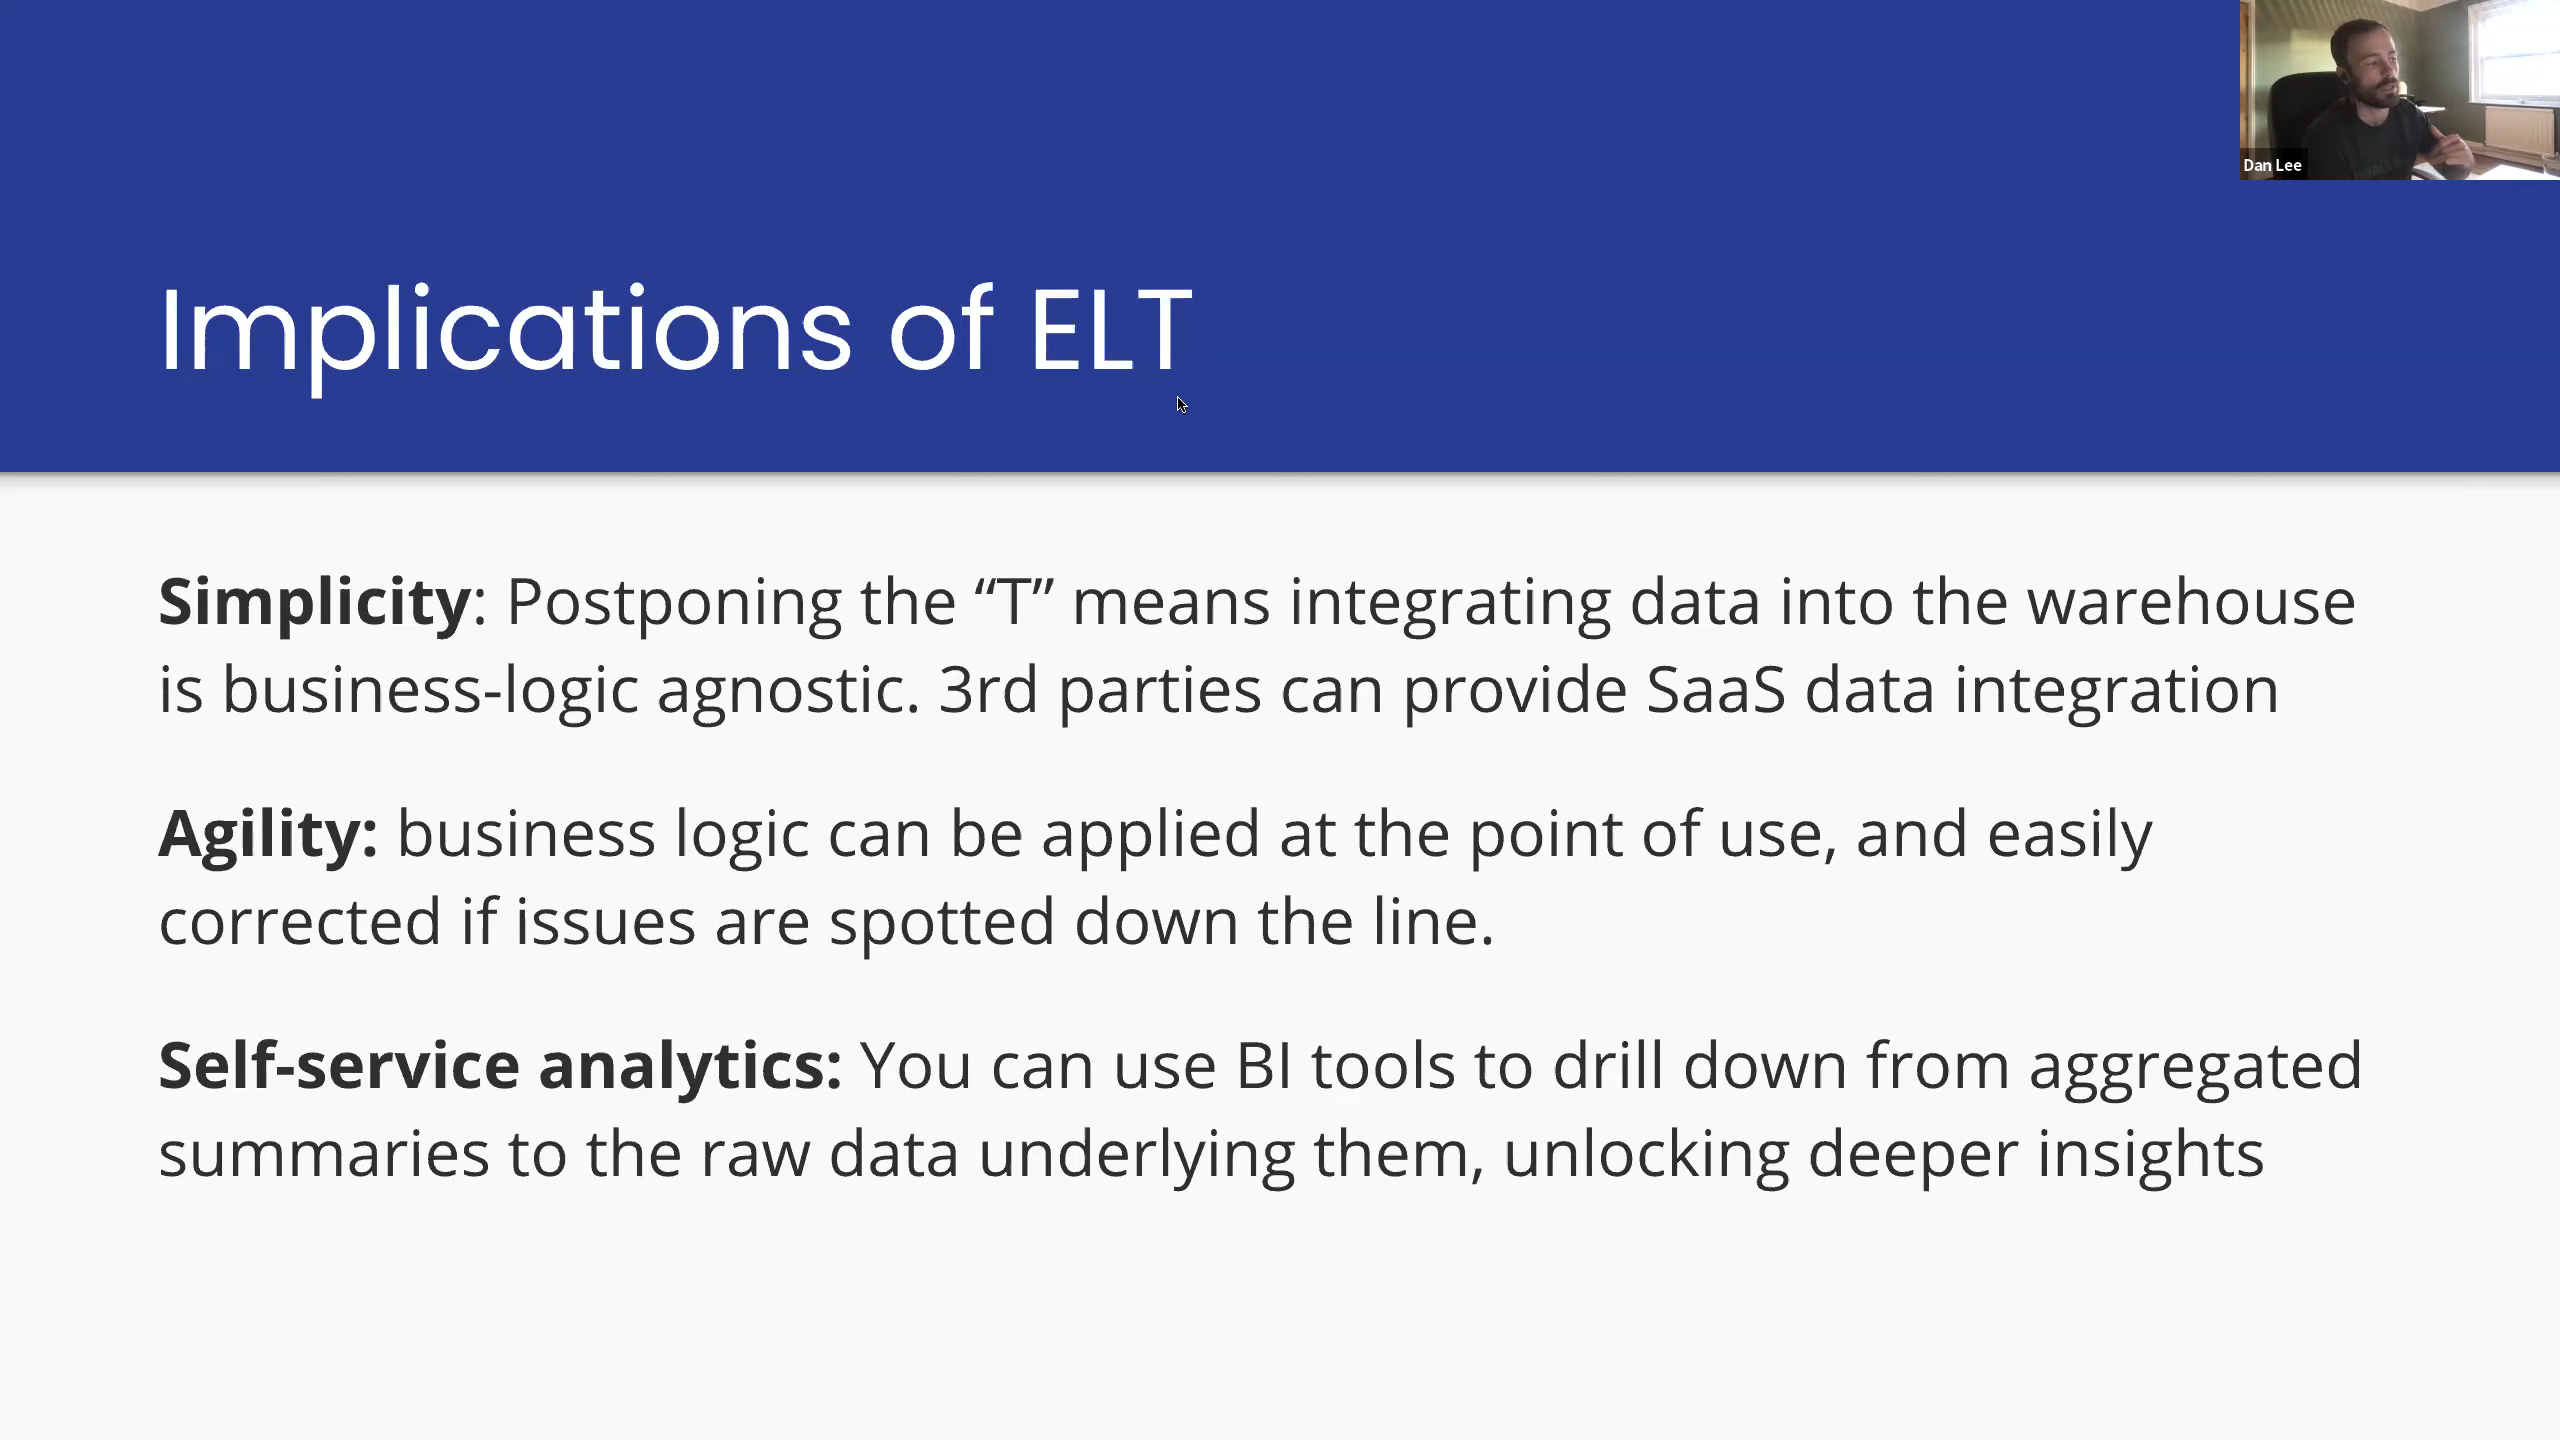 Dan Lee
Implications of ELT
Simplicity: Postponing the “T” means integrating data into the warehouse
is business-logic agnostic. 3rd parties can provide SaaS data integration
Agility: business logic can be applied at the point of use, and easily
corrected if issues are spotted down the line.
Self-service analytics: You can use BI tools to drill down from aggregated
summaries to the raw data underlying them, unlocking deeper insights